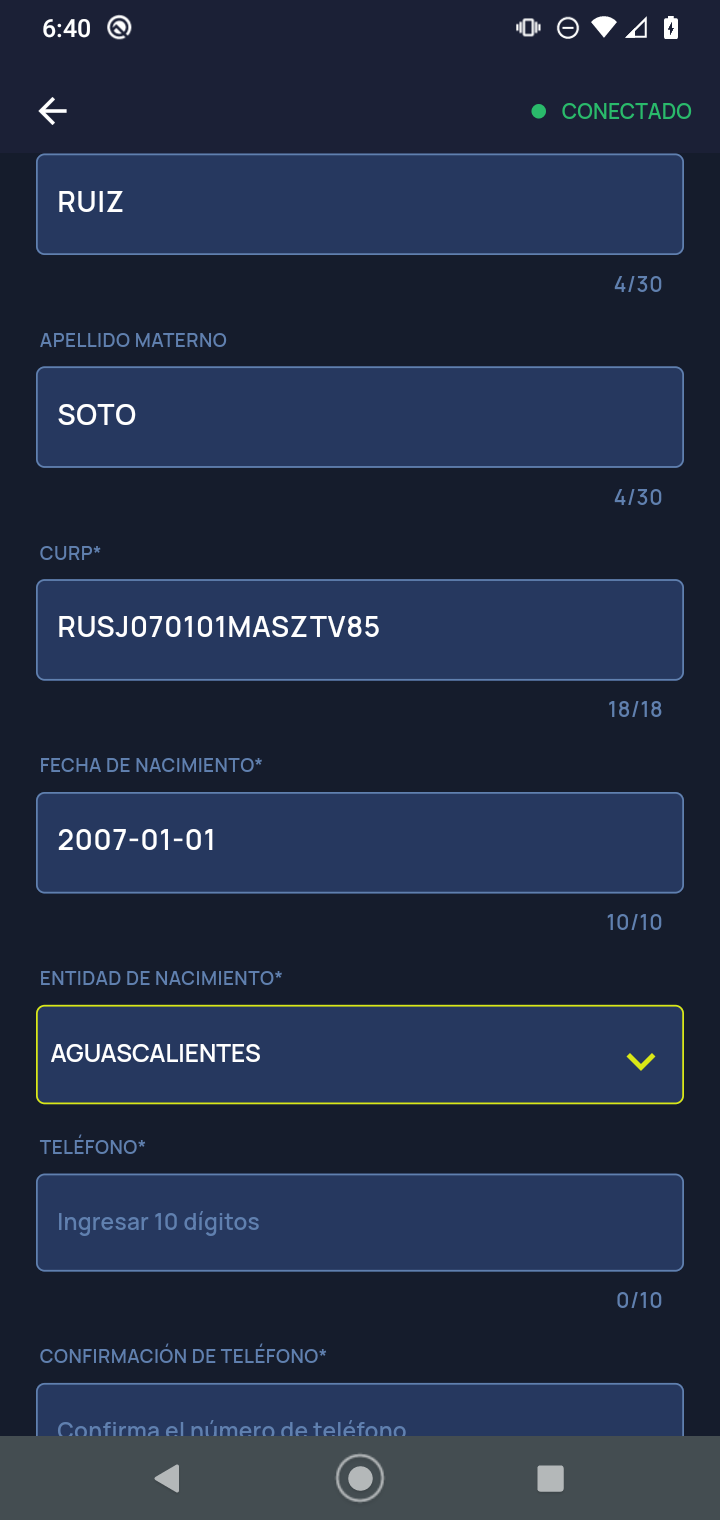 6:40
CONECTADO
RUIZ
4/30
APELLIDO MATERNO
SOTO
4/30
CURP*
RUSJ070101MASZTV85
18/18
FECHA DE NACIMIENTO*
2007-01-01
10/10
ENTIDAD DE NACIMIENTO*
AGUASCALIENTES
TELÉFONO*
Ingresar 10 dígitos
0/10
CONFIRMACIÓN DE TELÉFONO*
Confirma el número de teléfono